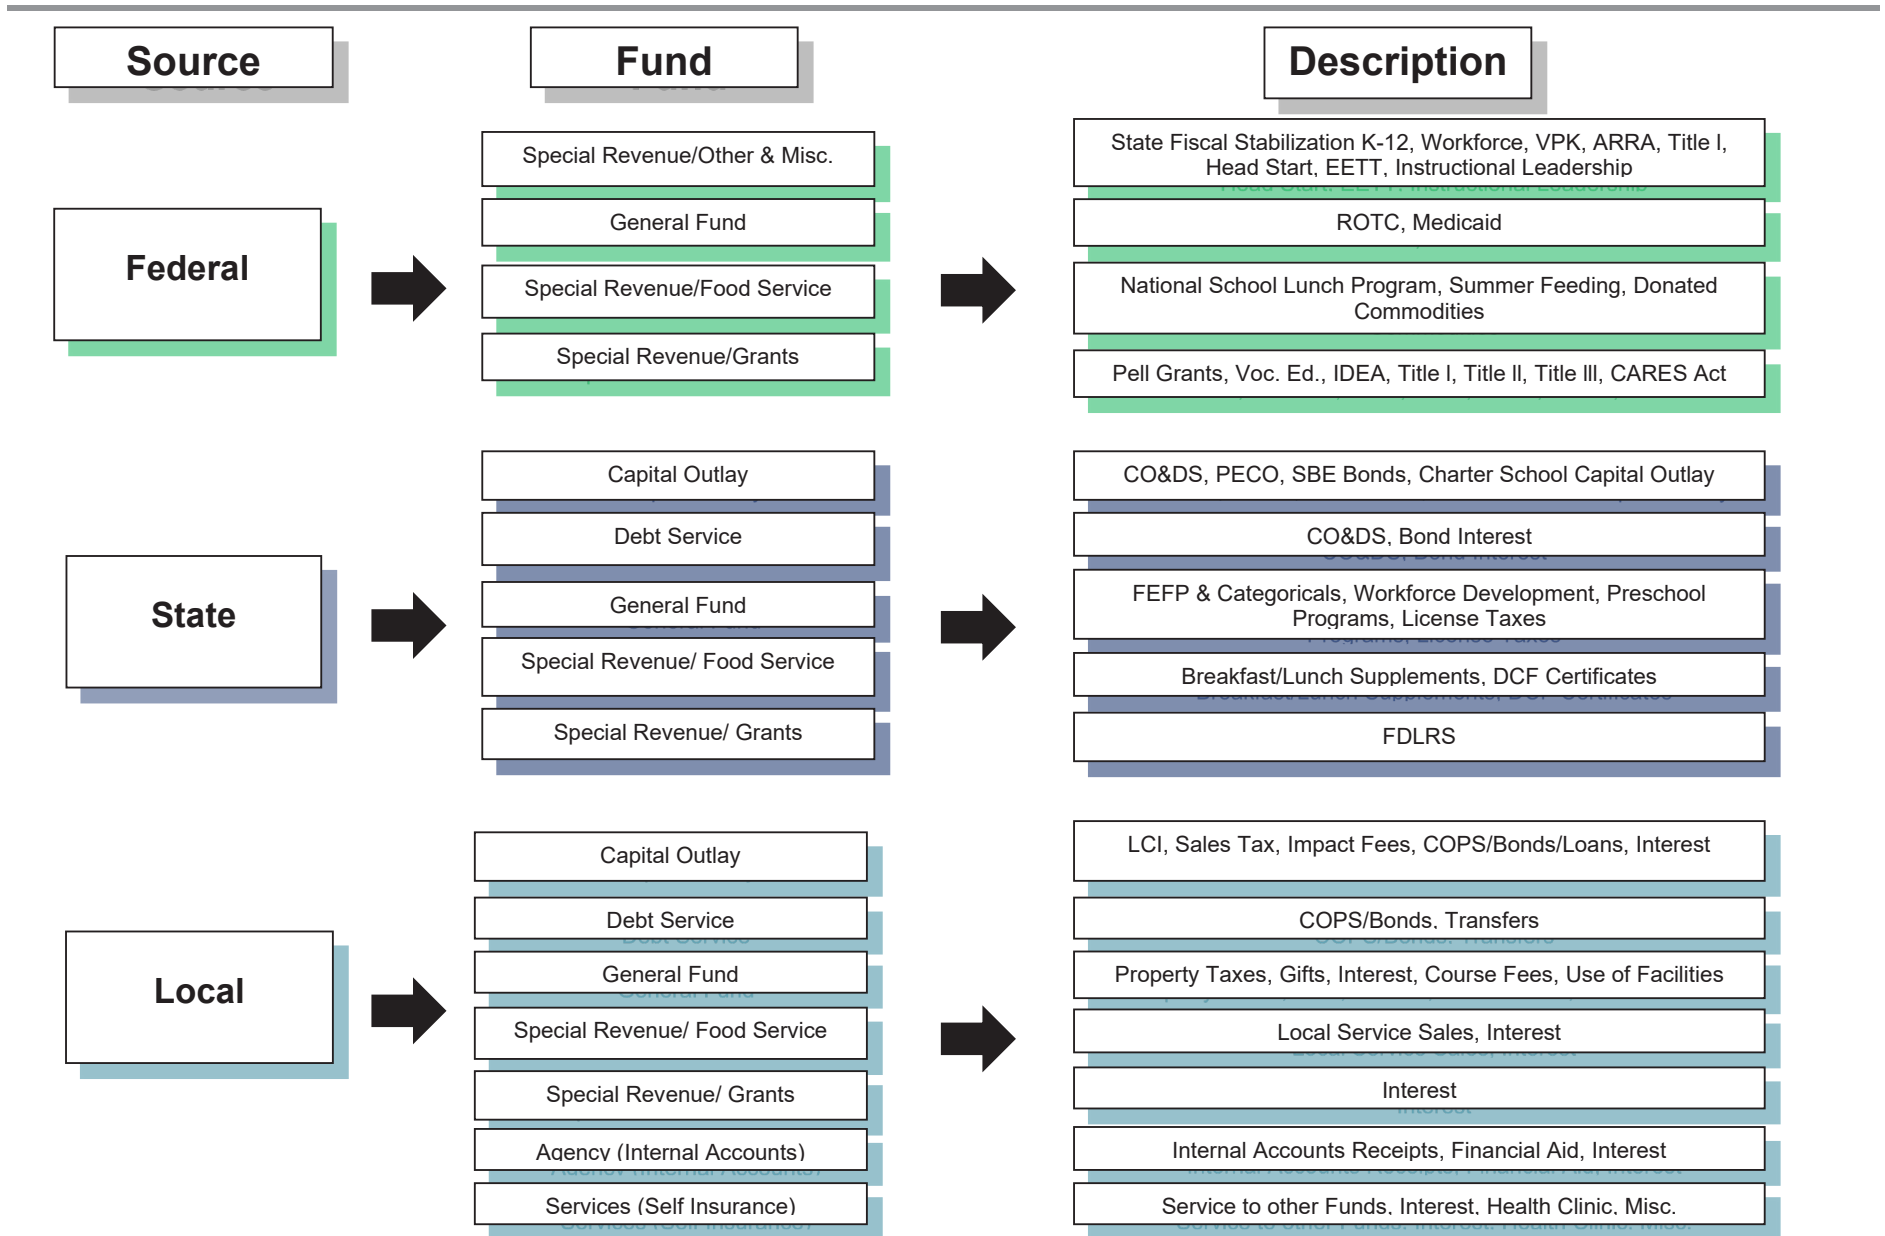 Source
Fund
Description
Federal
Special Revenue/Other & Misc.
State Fiscal Stabilization K-12, Workforce, VPK, ARRA, Title I,
Head Start, EETT, Instructional Leadership
General Fund
ROTC, Medicaid
Special Revenue/Food Service
National School Lunch Program, Summer Feeding, Donated
Commodities
Special Revenue/Grants
Pell Grants, Voc. Ed., IDEA, Title I, Title II, Title III, CARES Act
State
Capital Outlay
CO&DS, PECO, SBE Bonds, Charter School Capital Outlay
Debt Service
CO&DS, Bond Interest
General Fund
FEFP & Categoricals, Workforce Development, Preschool
Programs, License Taxes
Special Revenue/ Food Service
Breakfast/Lunch Supplements, DCF Certificates
Special Revenue/ Grants
FDLRS
Local
Capital Outlay
LCI, Sales Tax, Impact Fees, COPS/Bonds/Loans, Interest
Debt Service
COPS/Bonds, Transfers
General Fund
Property Taxes, Gifts, Interest, Course Fees, Use of Facilities
Special Revenue/ Food Service
Local Service Sales, Interest
Special Revenue/ Grants
Interest
Agency (Internal Accounts)
Internal Accounts Receipts, Financial Aid, Interest
Services (Self Insurance)
Service to other Funds, Interest, Health Clinic, Misc.